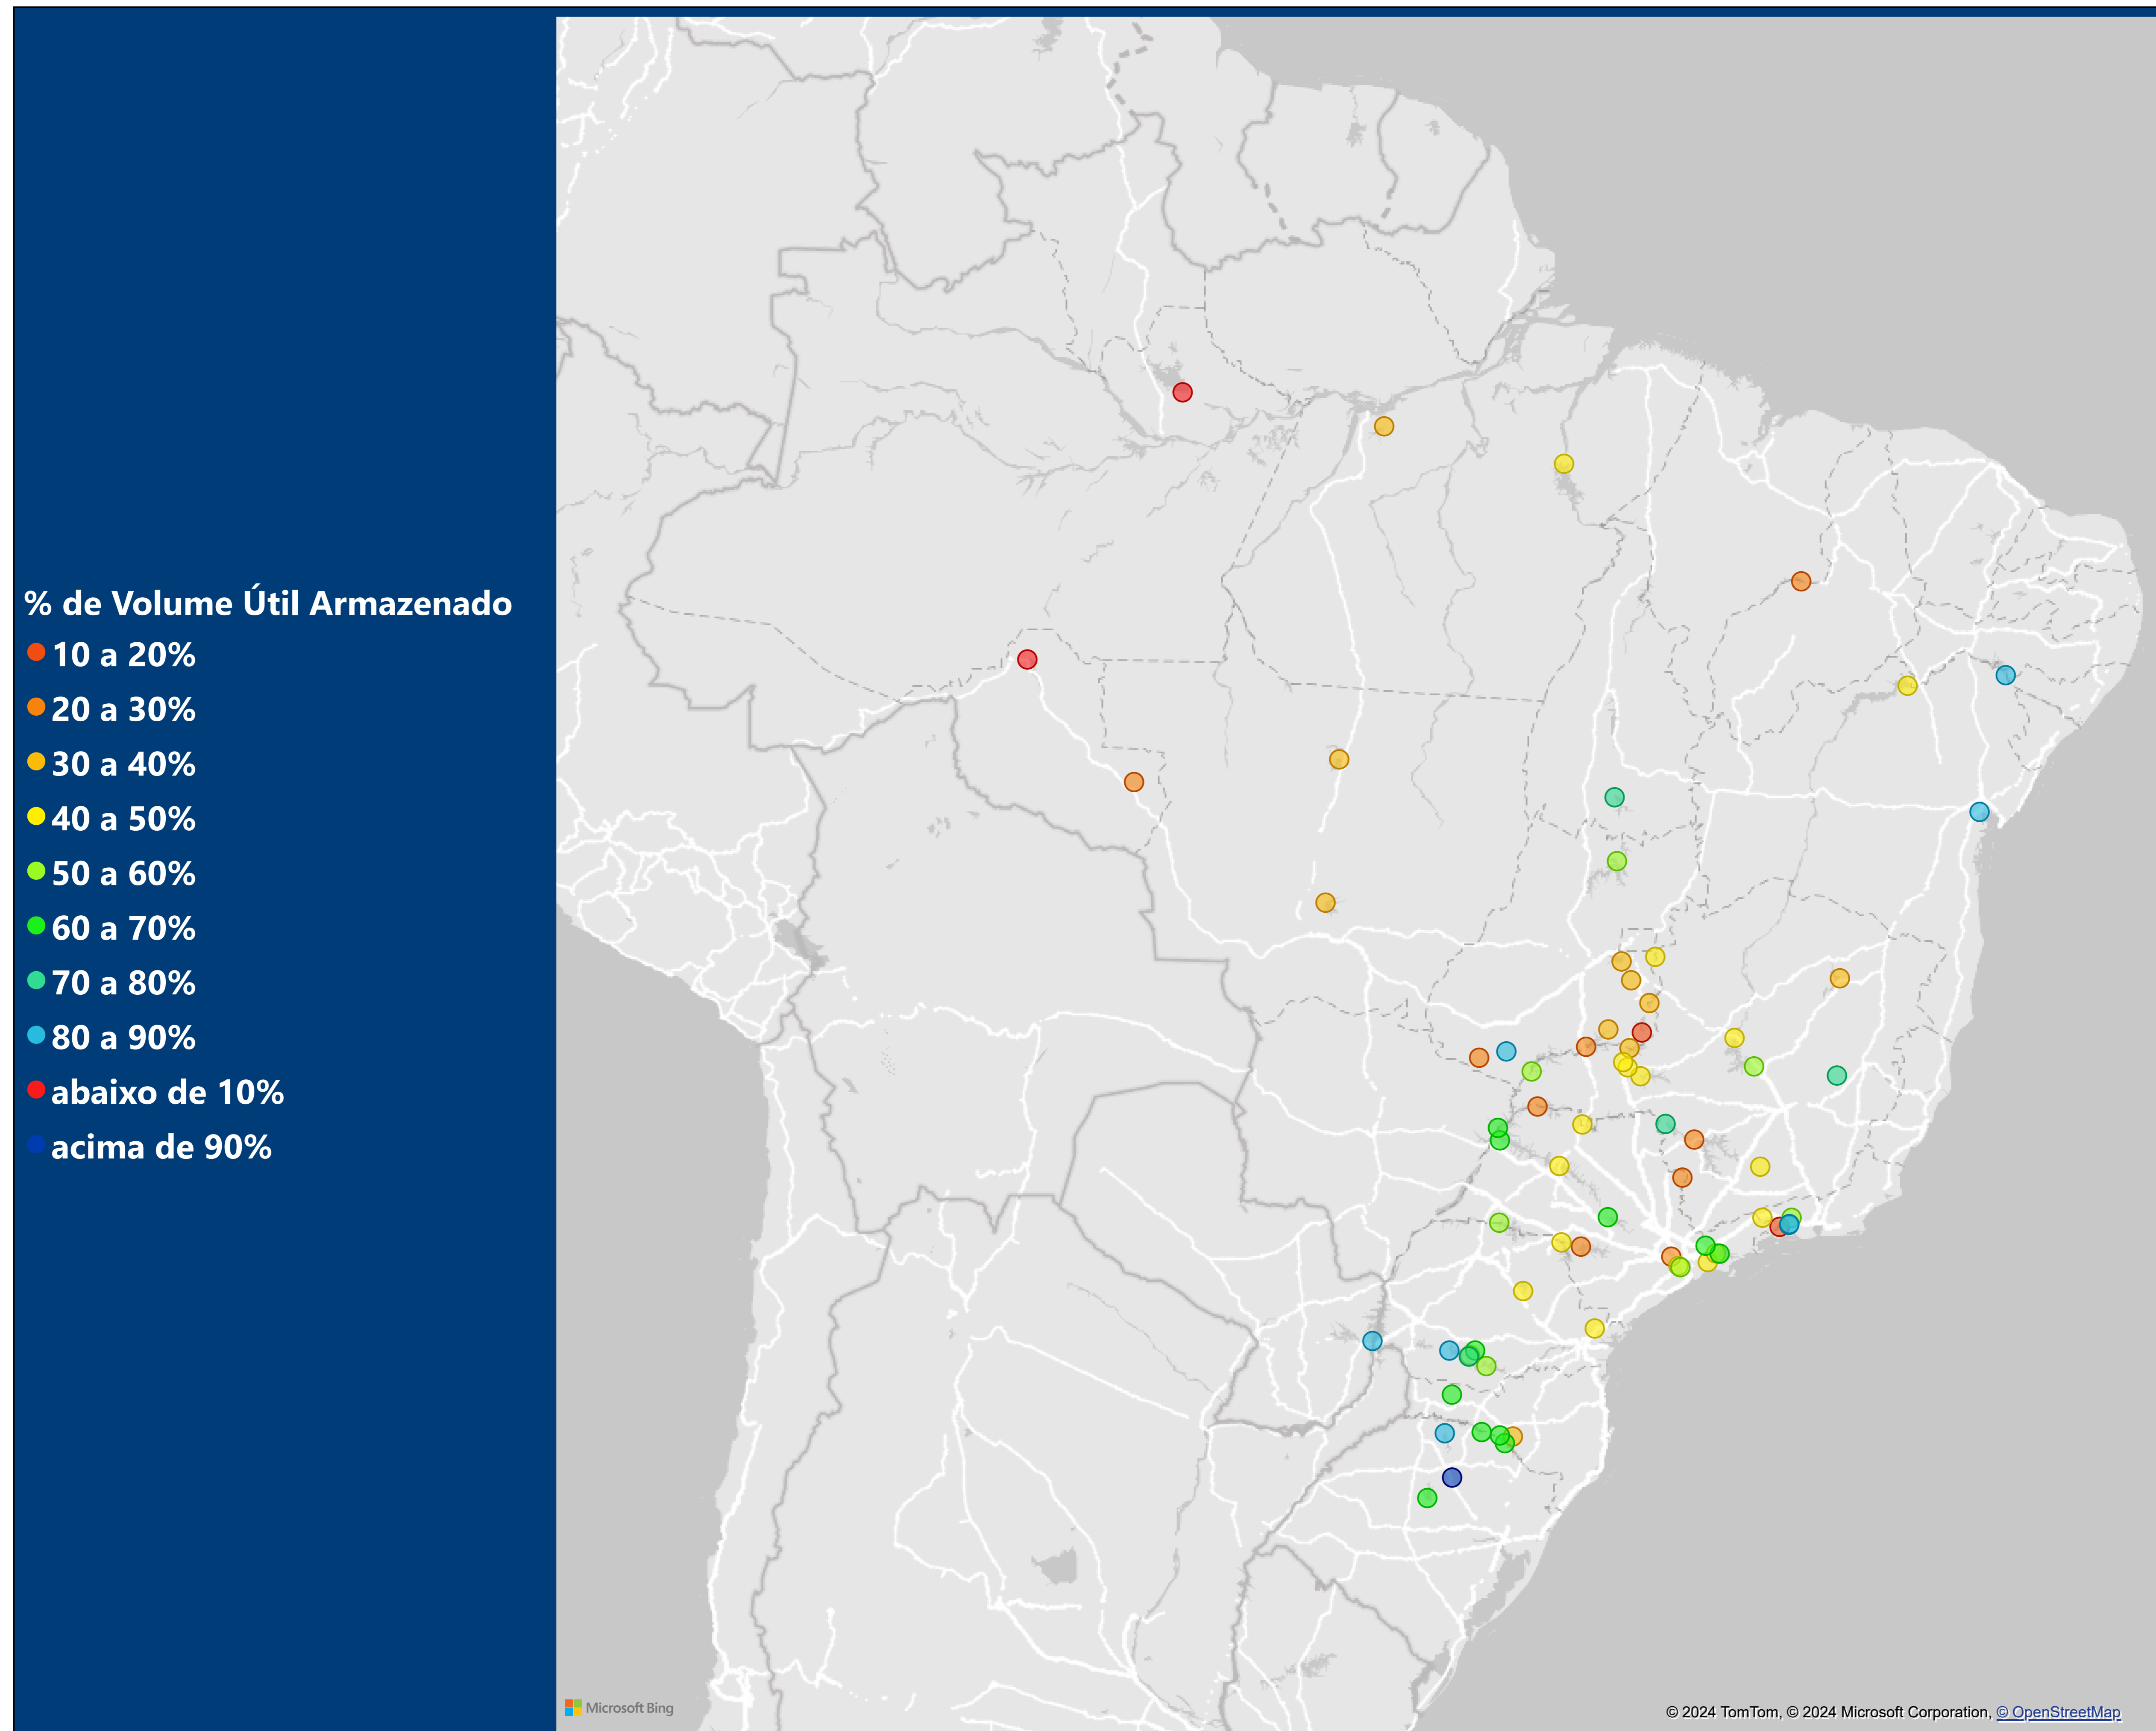 % de Volume Útil Armazenado
10 a 20%
20 a 30%
30 a 40%
40 a 50%
50 a 60%
60 a 70%
70 a 80%
80 a 90%
abaixo de 10%
acima de 90%
Microsoft Bing
© 2024 TomTom, © 2024 Microsoft Corporation, © OpenStreetMap